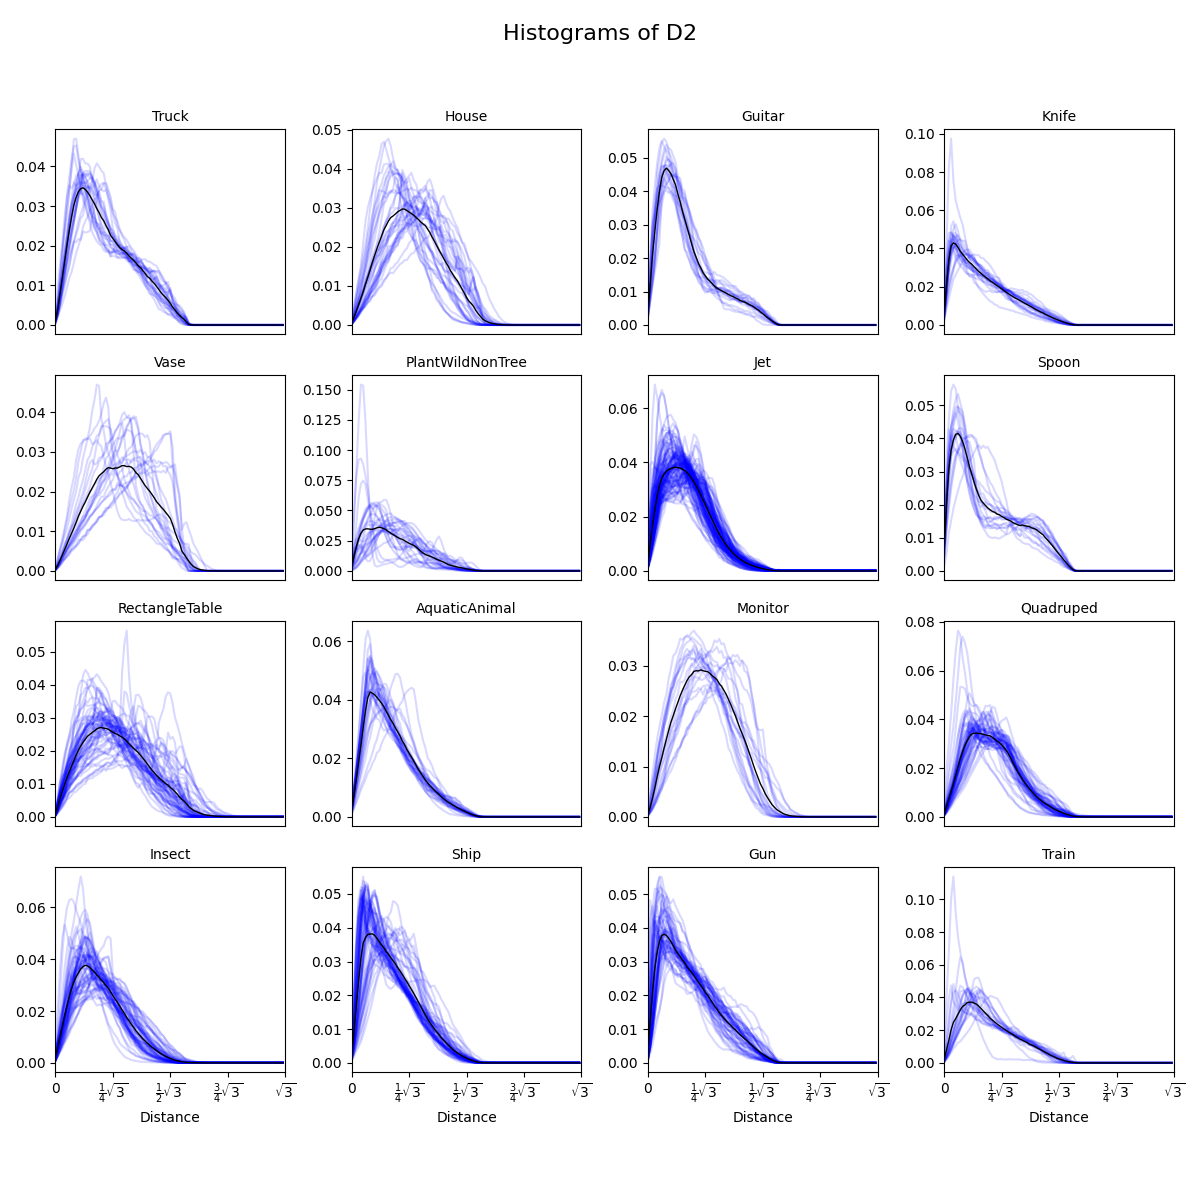 Histograms of D2
Truck House Guitar Knife
0.04 0.03 0.02 0.01 0.00
0.05 0.04 0.03 0.02 0.01 0.00
0.05 0.04 0.03 0.02 0.01 0.00
0.10 0.08 0.06 0.04 0.02 0.00
Vase PlantWildNonTree Jet Spoon
0.04 0.03 0.02 0.01 0.00
0.150 0.125 0.100 0.075 0.050 0.025 0.000
0.06 0.04 0.02 0.00
0.05 0.04 0.03 0.02 0.01 0.00
RectangleTable AquaticAnimal Monitor Quadruped
0.05 0.04 0.03 0.02 0.01 0.00
0.06 0.04 0.02 0.00
0.03 0.02 0.01 0.00
0.08 0.06 0.04 0.02 0.00
Insect Ship Gun Train
0.06 0.04 0.02 0.00
0.05 0.04 0.03 0.02 0.01 0.00
0.05 0.04 0.03 0.02 0.01 0.00
0.10 0.08 0.06 0.04 0.02 0.00
0 1/4√3 1/2√3 3/4√3 √3
0 1/4√3 1/2√3 3/4√3 √3
0 1/4√3 1/2√3 3/4√3 √3
0 1/4√3 1/2√3 3/4√3 √3
Distance Distance Distance Distance